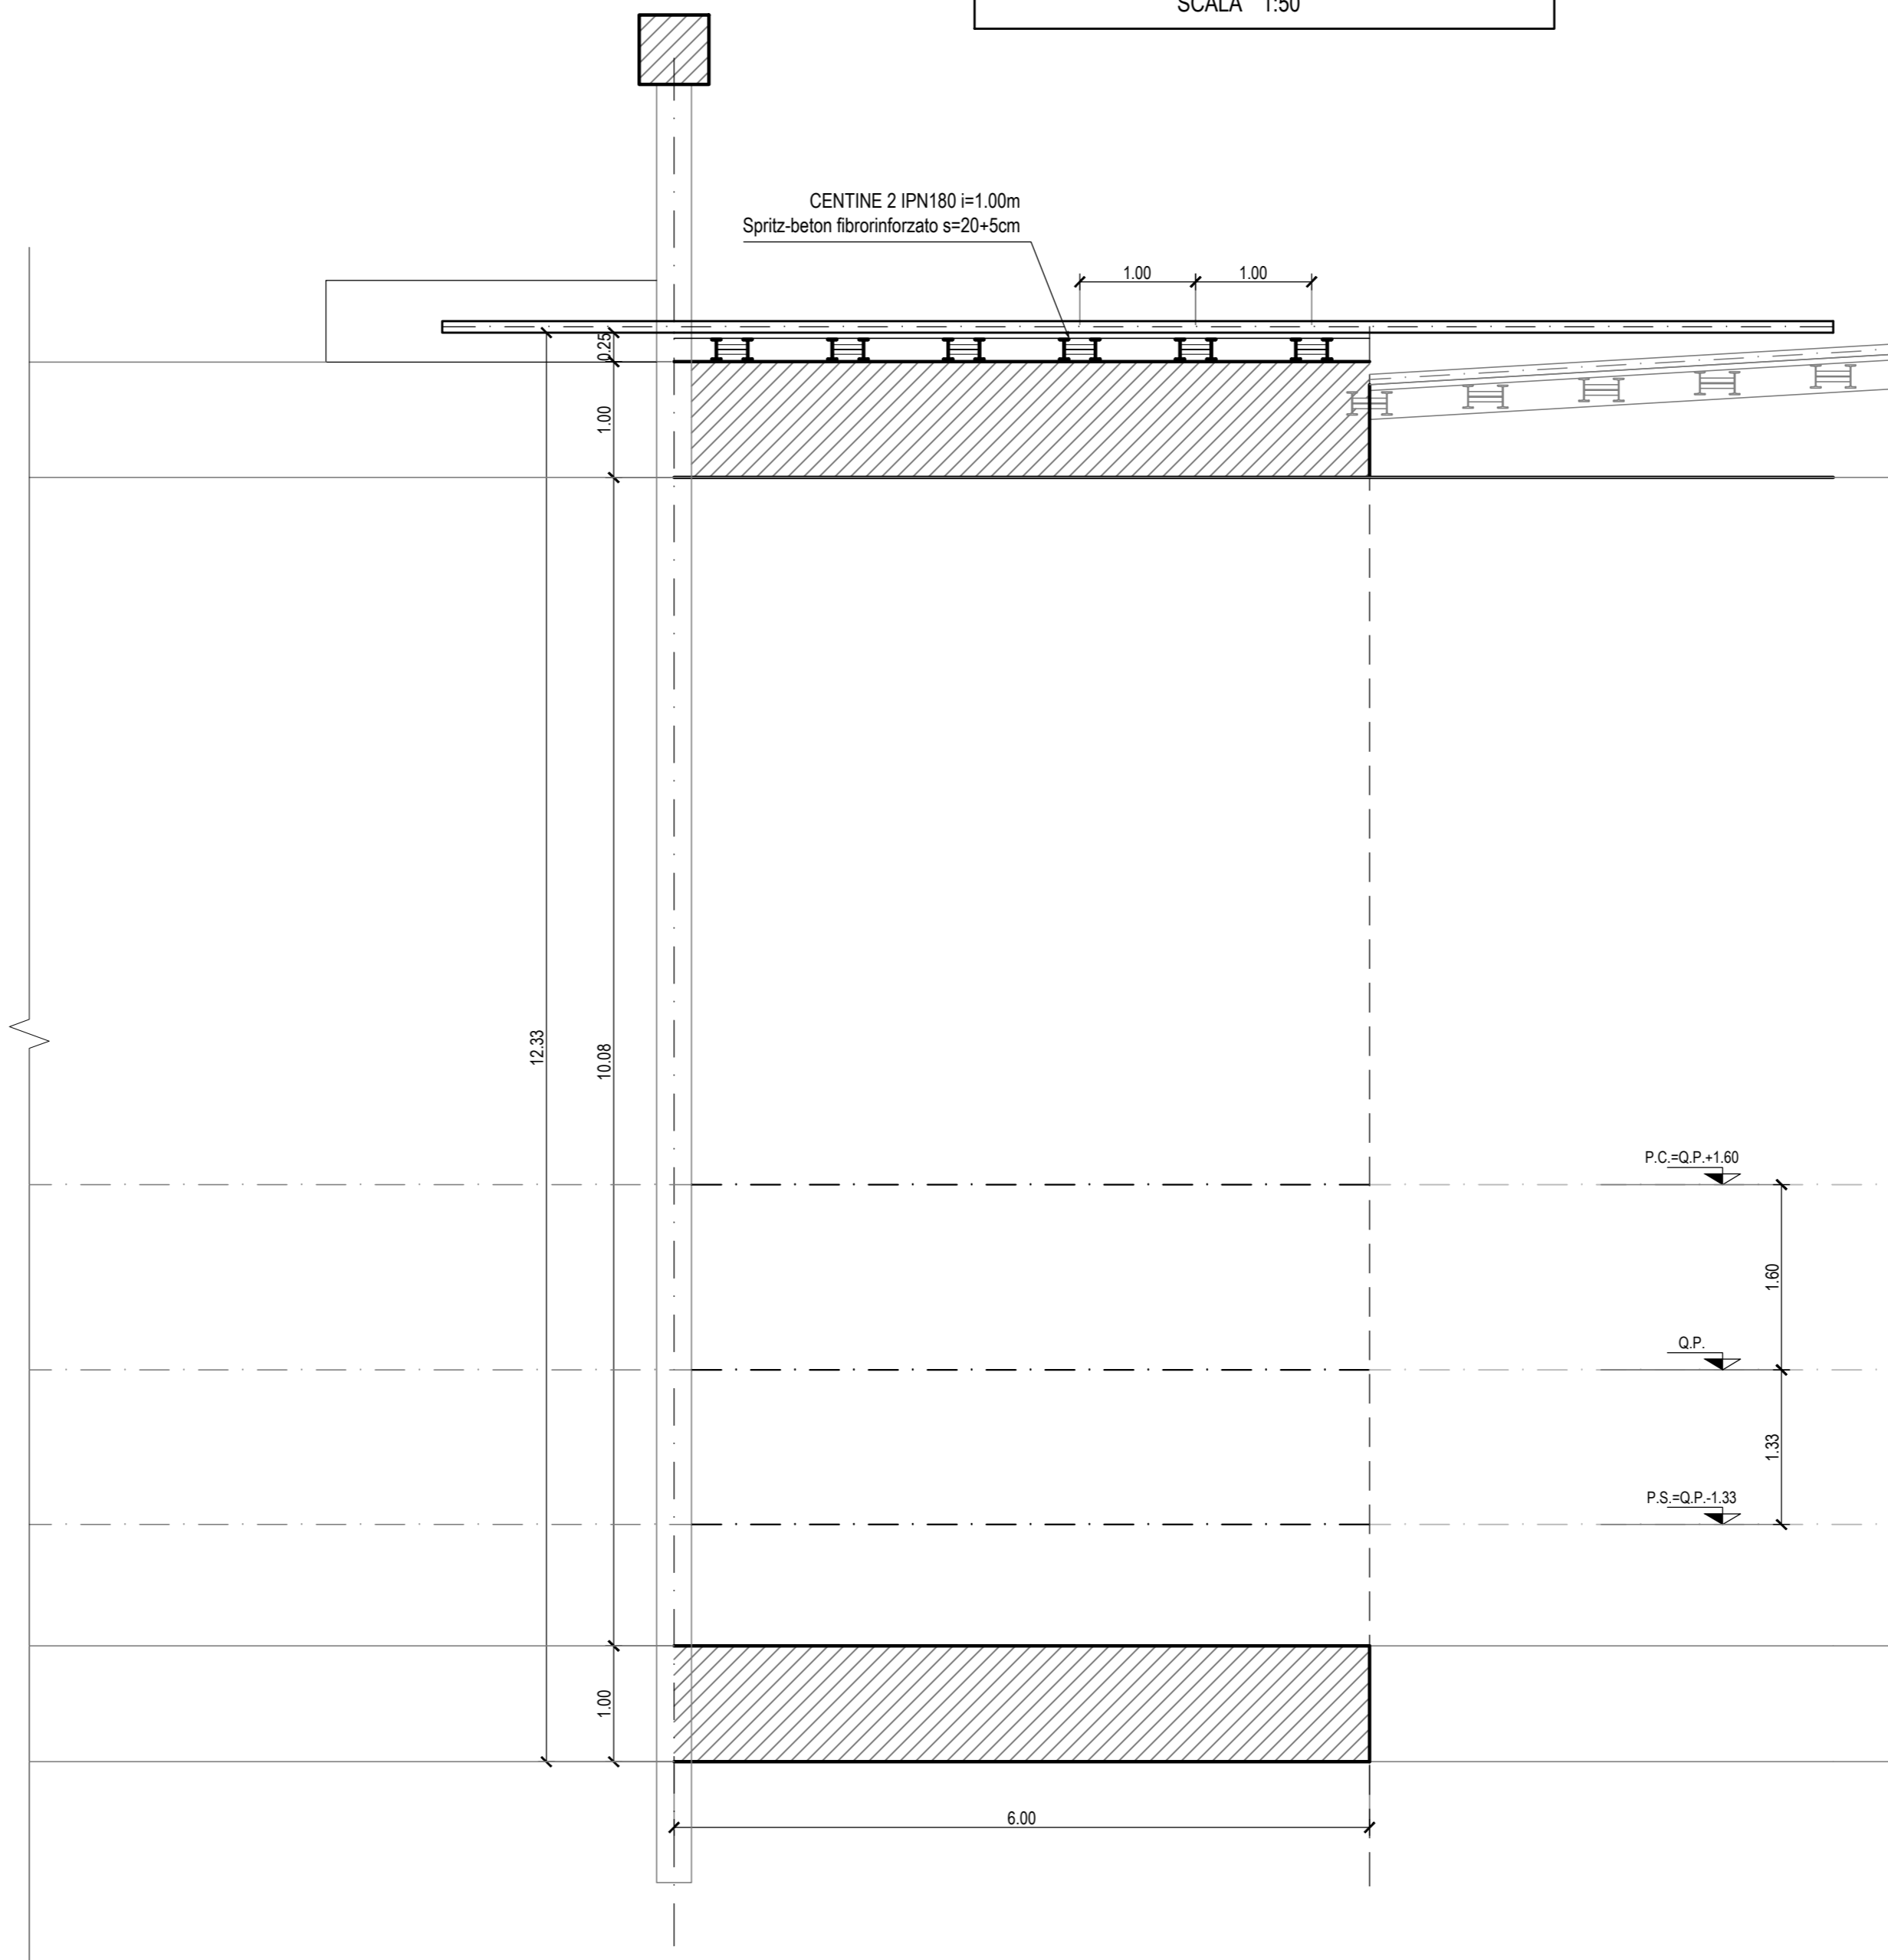 SCALA 1:50
CENTINE 2 IPN180 i=1.00m
Spritz-beton fibrorinforzato s=20+5cm
1.00
1.00
0.25
1.00
12.33
10.08
P.C.=Q.P.+1.60
1.60
Q.P.
1.33
P.S.=Q.P.-1.33
1.00
6.00